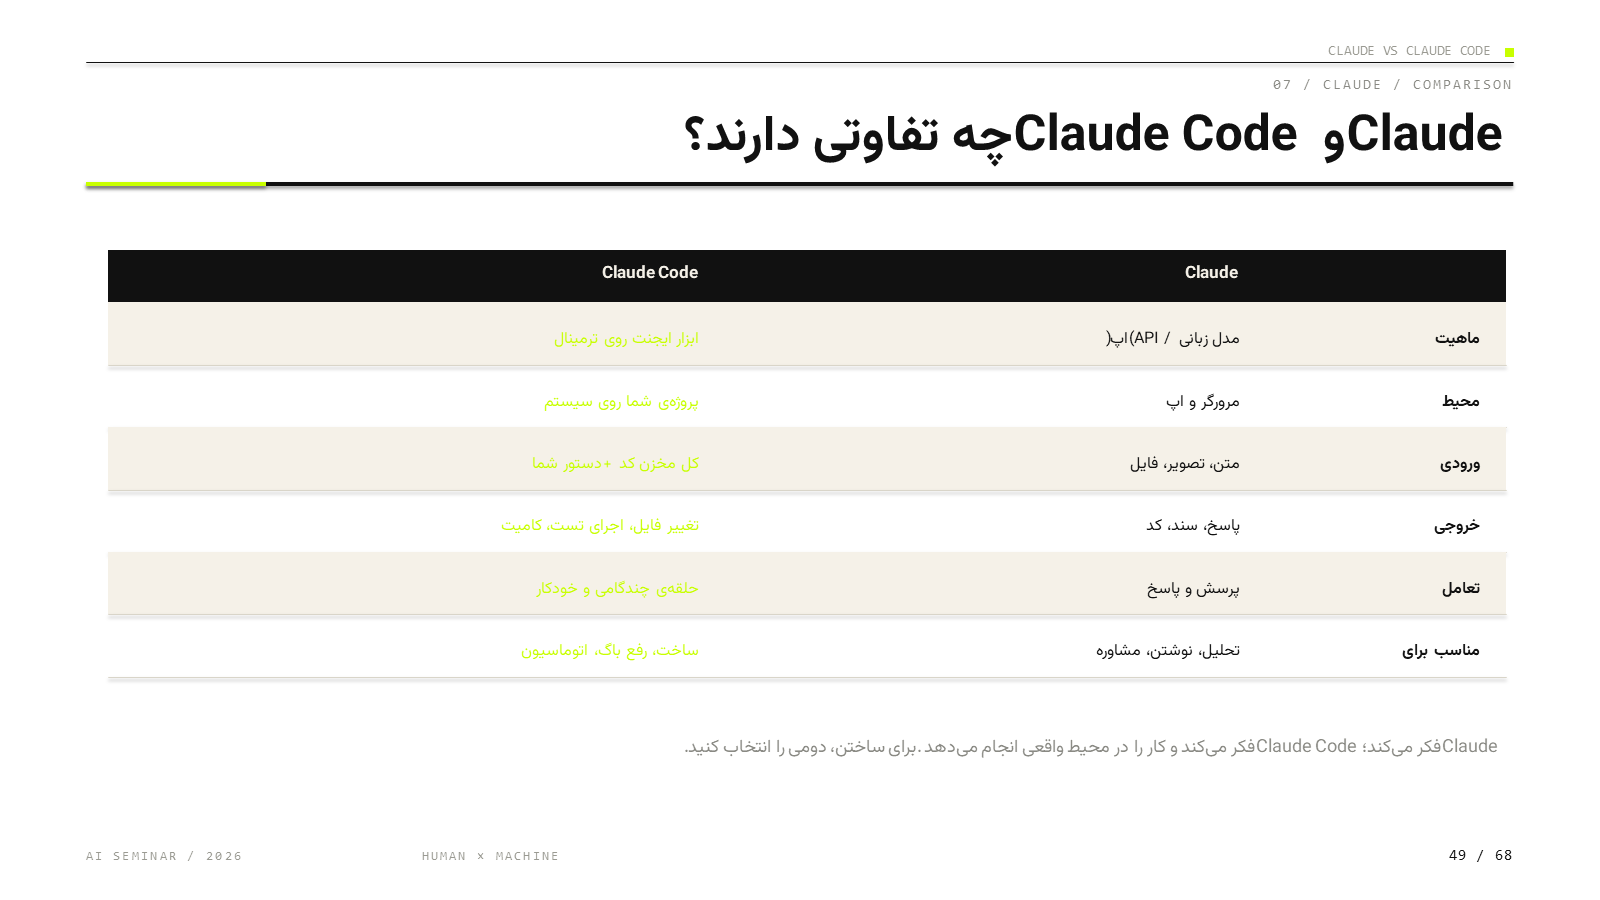 CLAUDE VS CLAUDE CODE
07 / CLAUDE / COMPARISON
Claude و Claude Code چه تفاوتی دارند؟
Claude Claude Code
ماهیت مدل زبانی / API (اپ) ابزار ایجنت روی ترمینال
محیط مرورگر و اپ پروژه‌ی شما روی سیستم
ورودی متن، تصویر، فایل کل مخزن کد + دستور شما
خروجی پاسخ، سند، کد تغییر فایل، اجرای تست، کامیت
تعامل پرسش و پاسخ حلقه‌ی چندگامی و خودکار
مناسب برای تحلیل، نوشتن، مشاوره ساخت، رفع باگ، اتوماسیون
Claude فکر می‌کند؛ Claude Code فکر می‌کند و کار را در محیط واقعی انجام می‌دهد. برای ساختن، دومی را انتخاب کنید.
AI SEMINAR / 2026 HUMAN × MACHINE 49 / 68